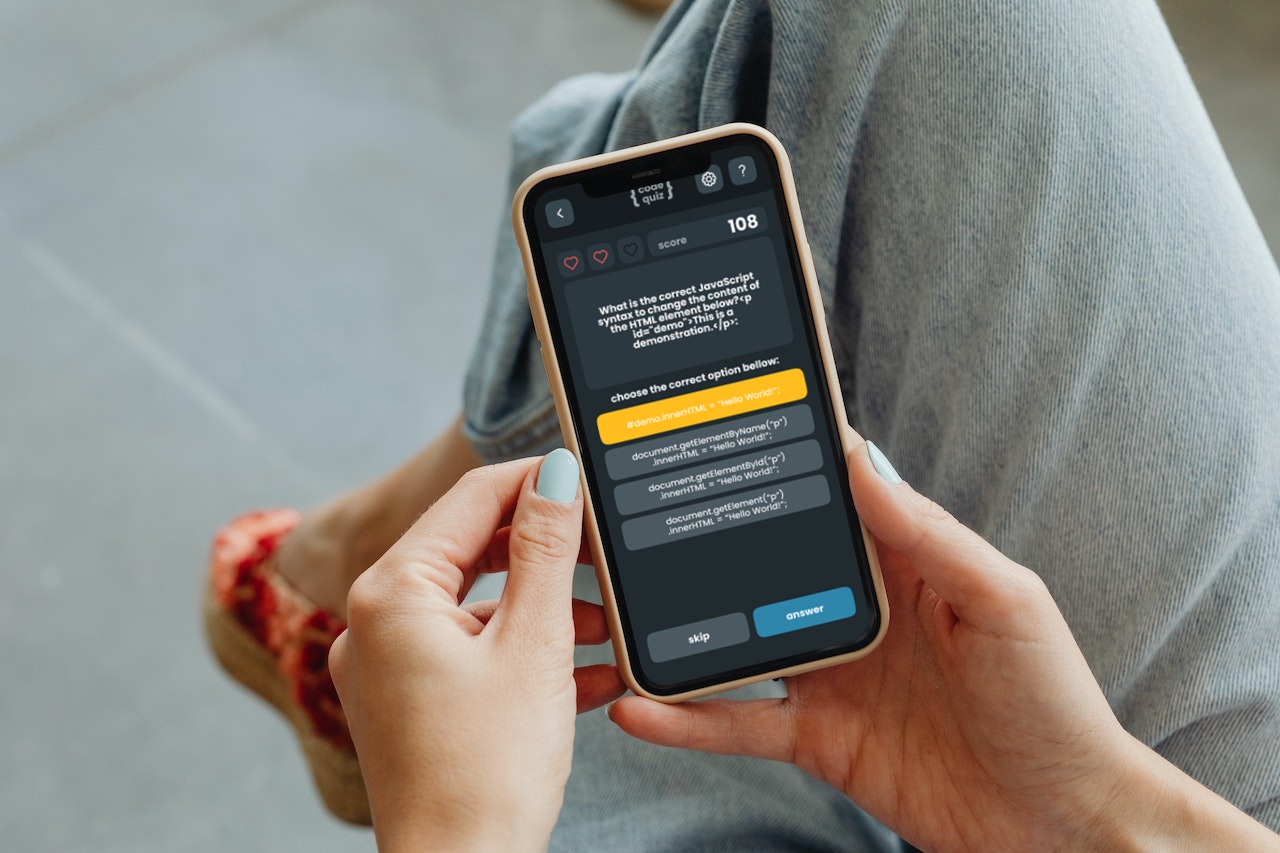 { code
quiz }
?
score 108
What is the correct JavaScript
syntax to change the content of
the HTML element below?<p
id="demo">This is a
demonstration.</p>:
choose the correct option bellow:
#demo.innerHTML = "Hello World!";
document.getElementByName("p")
.innerHTML = "Hello World!";
document.getElementById("p")
.innerHTML = "Hello World!";
document.getElement("p")
.innerHTML = "Hello World!";
skip answer